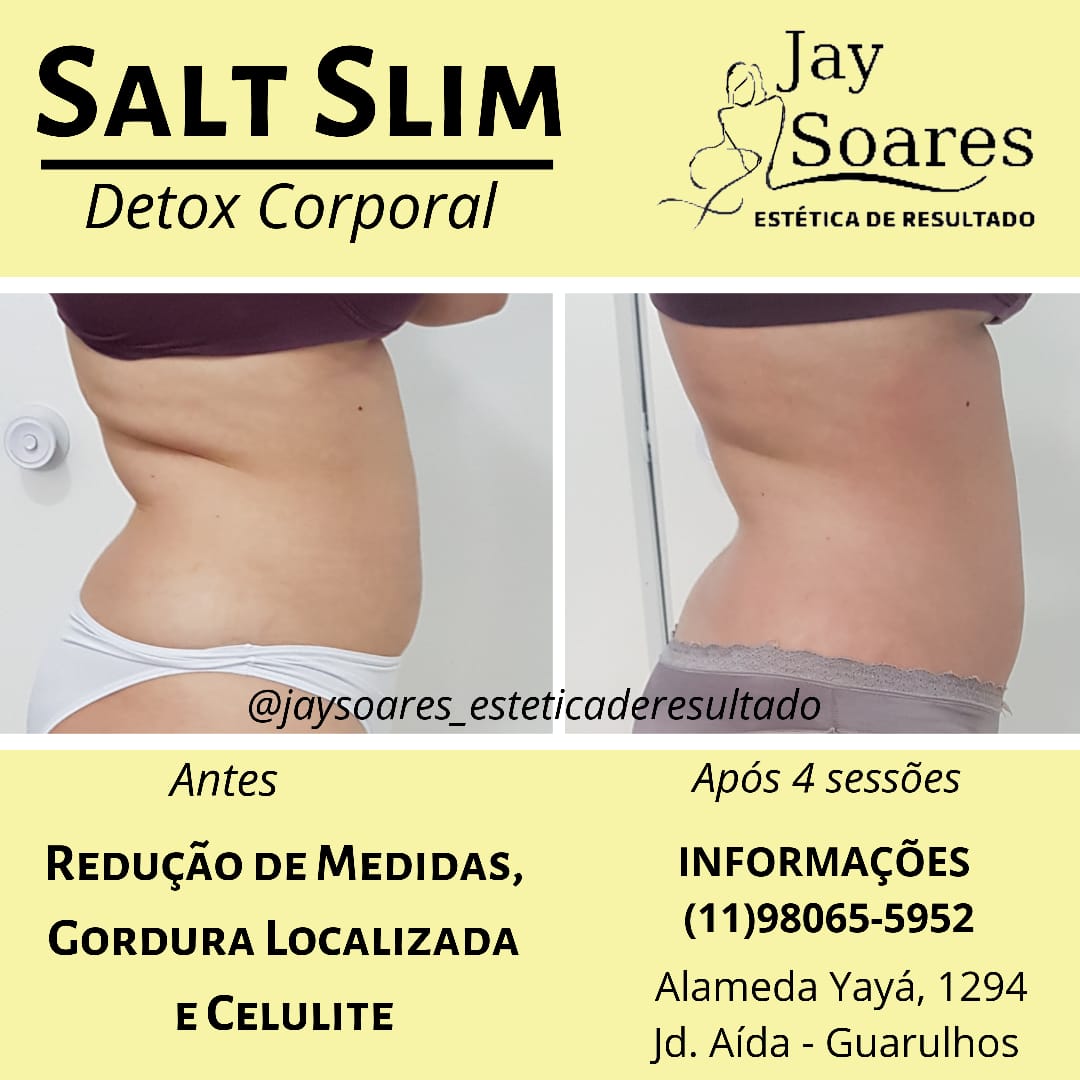 Salt Slim
Detox Corporal
Jay
Soares
ESTÉTICA DE RESULTADO
@jaysoares_esteticaderesultado
Antes
Após 4 sessões
Redução de Medidas,
Gordura Localizada
e Celulite
INFORMAÇÕES
(11)98065-5952
Alameda Yayá, 1294
Jd. Aída - Guarulhos